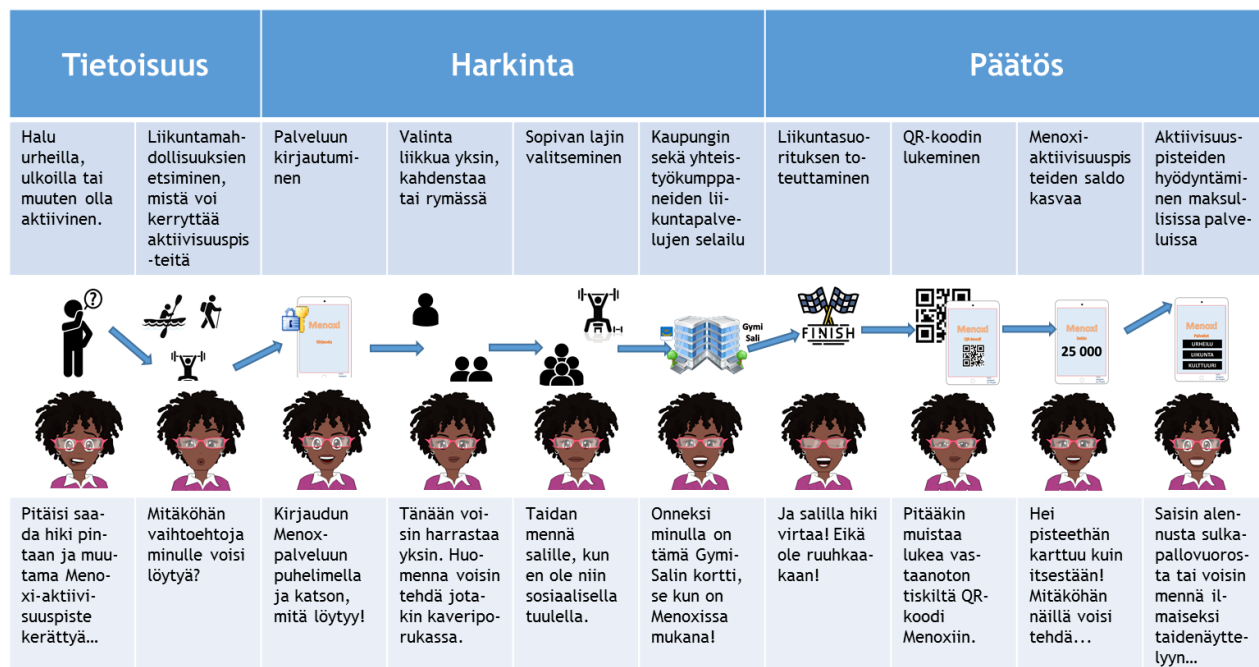 Tietoisuus
Harkinta
Päätös
Halu
urheilla,
ulkoilla tai
muuten olla
aktiivinen.
Liikuntamah-
dollisuuksien
etsiminen,
mistä voi
kerryttää
aktiivisuuspis
-teitä
Palveluun
kirjautumi-
nen
Valinta
liikkua yksin,
kahdenstaa
tai rymässä
Sopivan lajin
valitseminen
Kaupungin
sekä yhteis-
työkumppa-
neiden lii-
kuntapalve-
lujen selailu
Liikuntasuo-
rituksen to-
teuttaminen
QR-koodin
lukeminen
Menoxi-
aktiivisuuspis
teiden saldo
kasvaa
Aktiivisuus-
pisteiden
hyödyntämi
nen maksul-
lisissa palve-
luissa
?
Menoxi
Gymi
Sali
FINISH
Menoxi
Menoxi
25 000
Menoxi
Palvelut
URHEILU
LIIKUNTA
KULTTUURI
Pitäisi saa-
da hiki pin-
taan ja muu-
tama Meno-
xi-aktiivi-
suuspiste
kerättyä…
Mitäköhän
vaihtoehtoja
minulle voisi
löytyä?
Kirjaudun
Menox-
palveluun
puhelimella
ja katson,
mitä löytyy!
Tänään voi-
sin harrastaa
yksin. Huo-
menna voisin
tehdä jota-
kin kaveripo-
rukassa.
Taidan
mennä
salille, kun
en ole niin
sosiaalisella
tuulella.
Onneksi
minulla on
tämä Gymi-
Salin kortti,
se kun on
Menoxissa
mukana!
Ja salilla hiki
virtaa! Eikä
ole ruuhkaa-
kaan!
Pitääkin
muistaa
lukea vas-
taanoton
tiskiltä QR-
koodi
Menoxiin.
Hei
pisteethän
karttuu kuin
itsestään!
Mitäköhän
näillä voisi
tehdä...
Saisin alen-
nusta sulka-
pallovuoros-
ta tai voisin
mennä il-
maiseksi
taidenäytte-
lyyn…